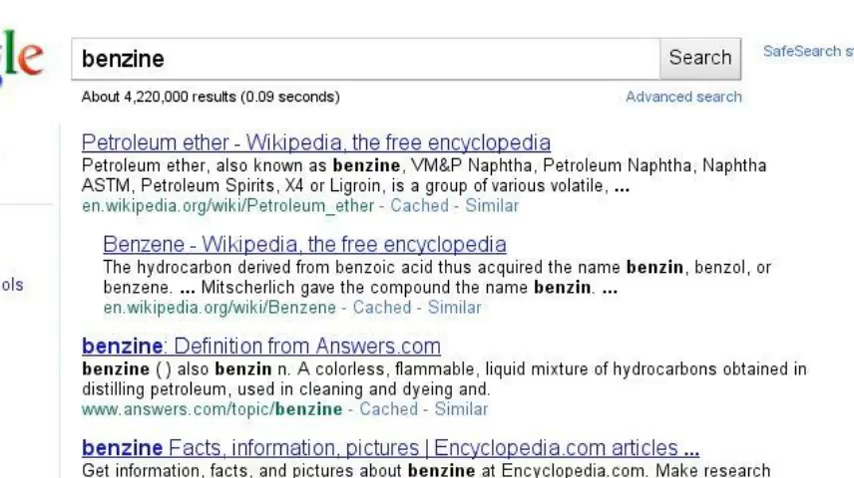 le
benzine
Search
SafeSearch
About 4,220,000 results (0.09 seconds)
Advanced search
Petroleum ether - Wikipedia, the free encyclopedia
Petroleum ether, also known as benzine, VM&P Naphtha, Petroleum Naphtha, Naphtha
ASTM, Petroleum Spirits, X4 or Ligroin, is a group of various volatile, ...
en.wikipedia.org/wiki/Petroleum_ether - Cached - Similar
Benzene - Wikipedia, the free encyclopedia
The hydrocarbon derived from benzoic acid thus acquired the name benzin, benzol, or
benzene. ... Mitscherlich gave the compound the name benzin. ...
en.wikipedia.org/wiki/Benzene - Cached - Similar
ols
benzine: Definition from Answers.com
benzine ( ) also benzin n. A colorless, flammable, liquid mixture of hydrocarbons obtained in
distilling petroleum, used in cleaning and dyeing and.
www.answers.com/topic/benzine - Cached - Similar
benzine Facts, information, pictures | Encyclopedia.com articles ...
Get information, facts, and pictures about benzine at Encyclopedia.com. Make research